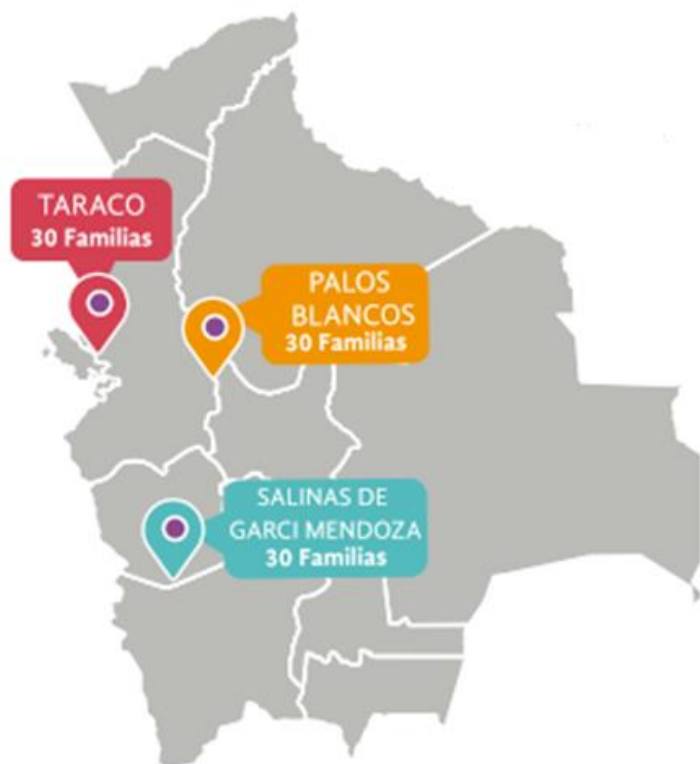 TARACO
30 Familias
PALOS
BLANCOS
30 Familias
SALINAS DE
GARCI MENDOZA
30 Familias